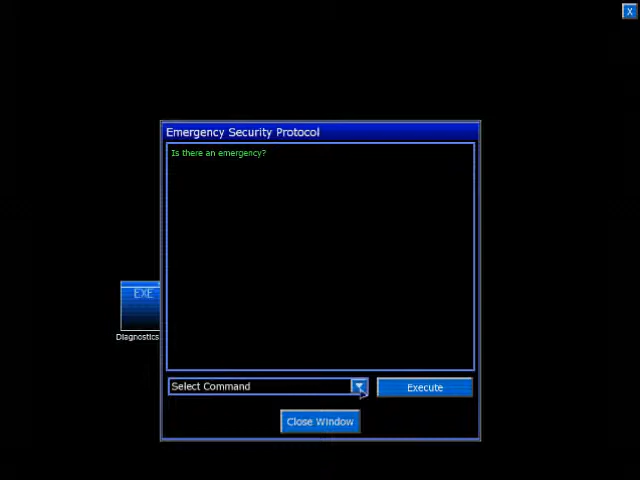 X
Emergency Security Protocol
Is there an emergency?
EXE
Diagnostics
Select Command
Execute
Close Window